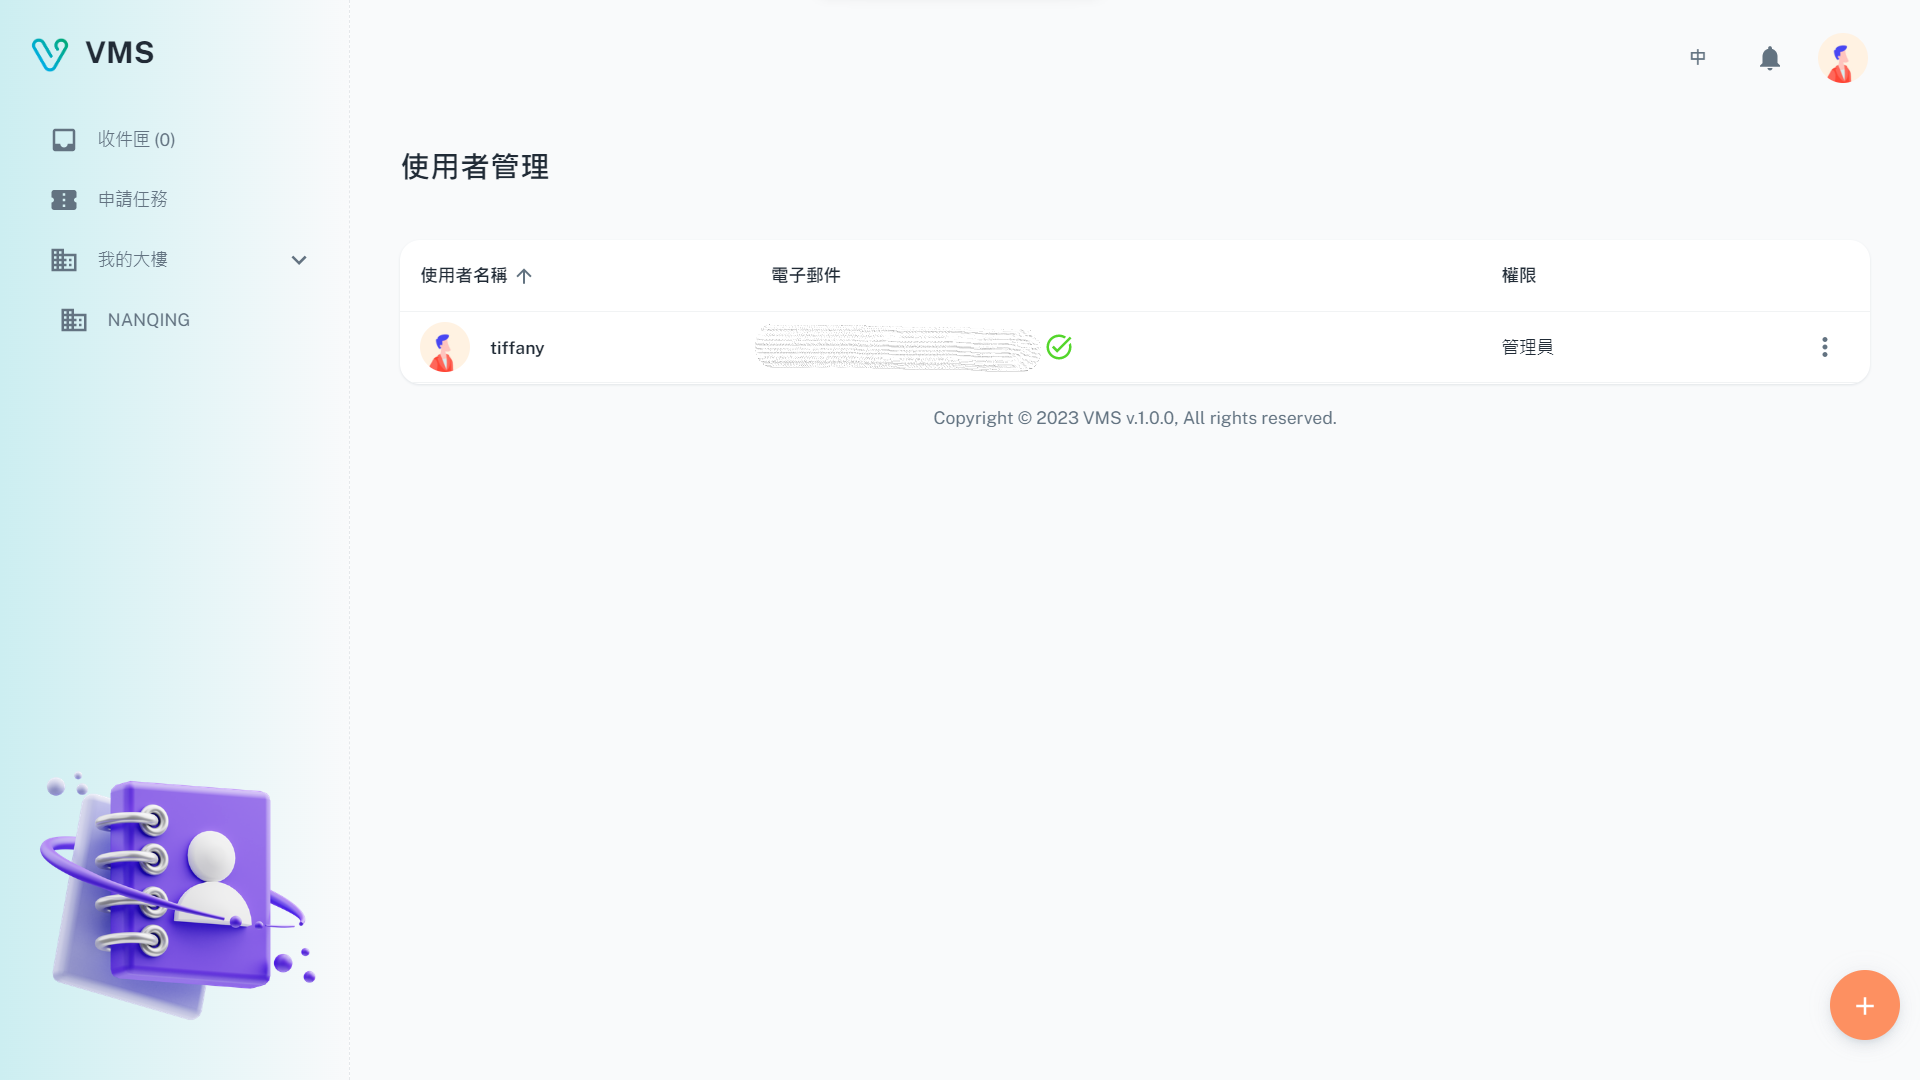 VMS
中
收件匣 (0)
申請任務
我的大樓
NANQING
使用者管理
使用者名稱 電子郵件 權限
tiffany 管理員
Copyright © 2023 VMS v.1.0.0, All rights reserved.